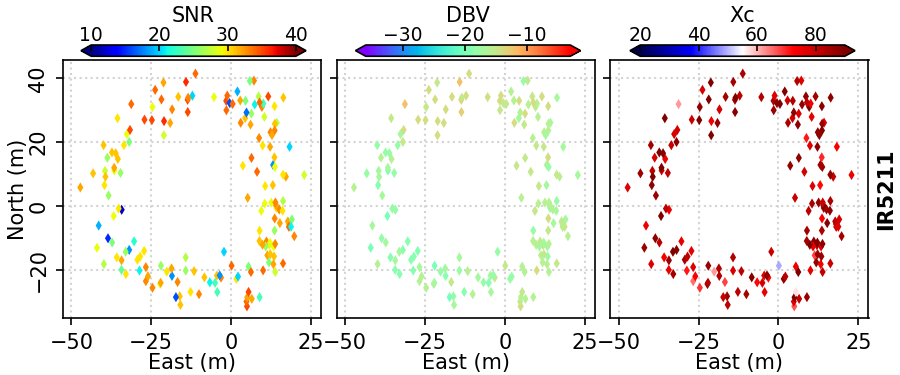 SNR DBV Xc
10 20 30 40 −30 −20 −10 20 40 60 80
40
20
0
−20
North (m)
IR5211
−50 −25 0 25 −50 −25 0 25 −50 −25 0 25
East (m) East (m) East (m)